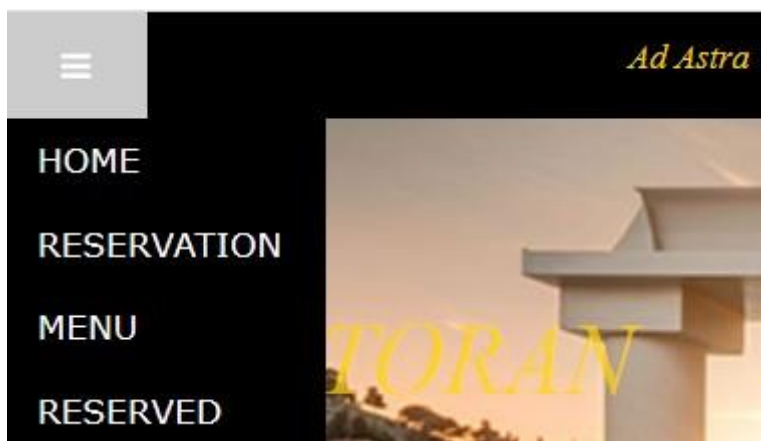 Ad Astra
HOME
RESERVATION
MENU
TORAN
RESERVED